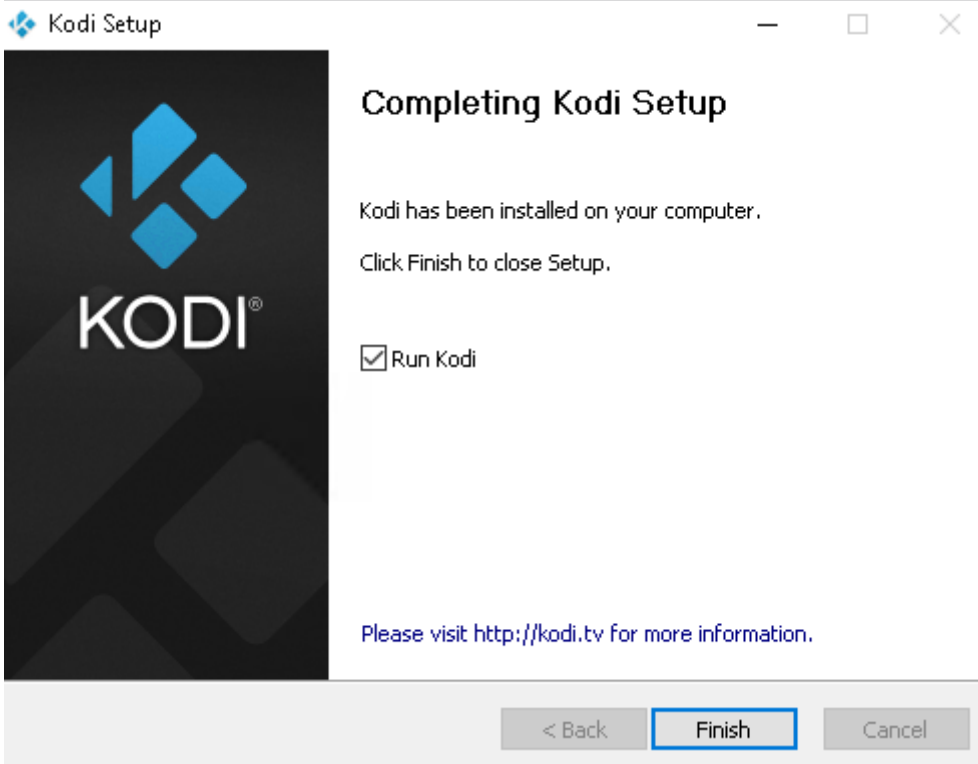 Kodi Setup
Completing Kodi Setup
Kodi has been installed on your computer.
Click Finish to close Setup.
KODI®
Run Kodi
Please visit http://kodi.tv for more information.
< Back
Finish
Cancel